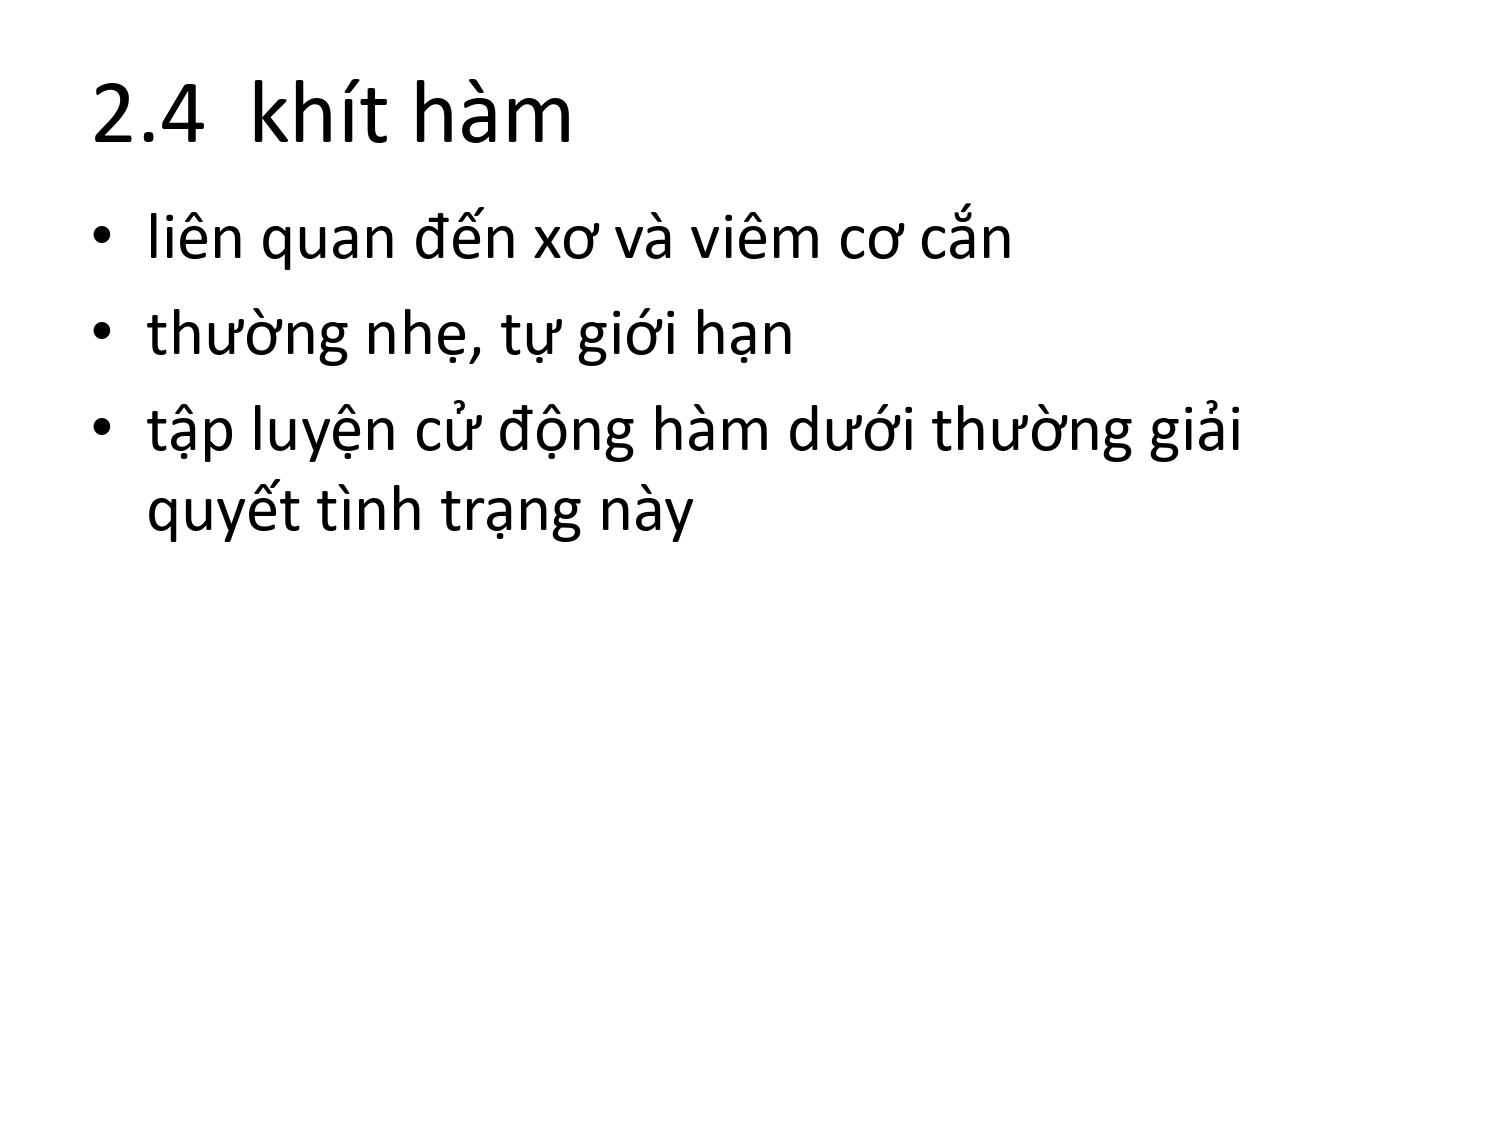 2.4  khít hàm
• liên quan đến xơ và viêm cơ cắn
• thường nhẹ, tự giới hạn
• tập luyện cử động hàm dưới thường giải
quyết tình trạng này